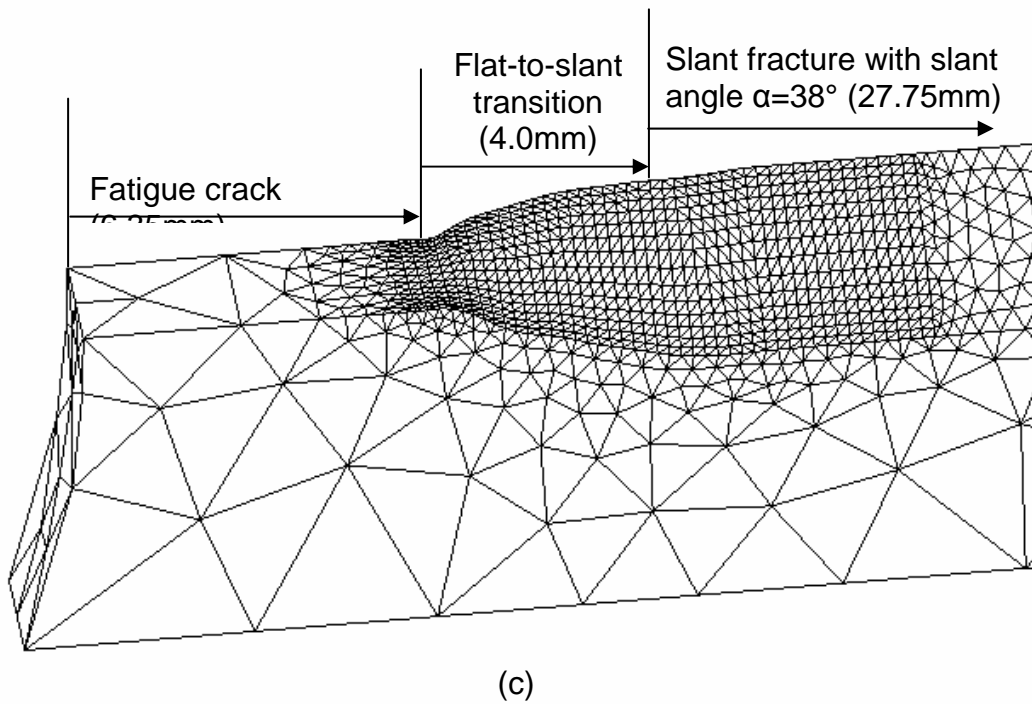 Flat-to-slant
transition
(4.0mm)
Slant fracture with slant
angle α=38° (27.75mm)
Fatigue crack
(c)